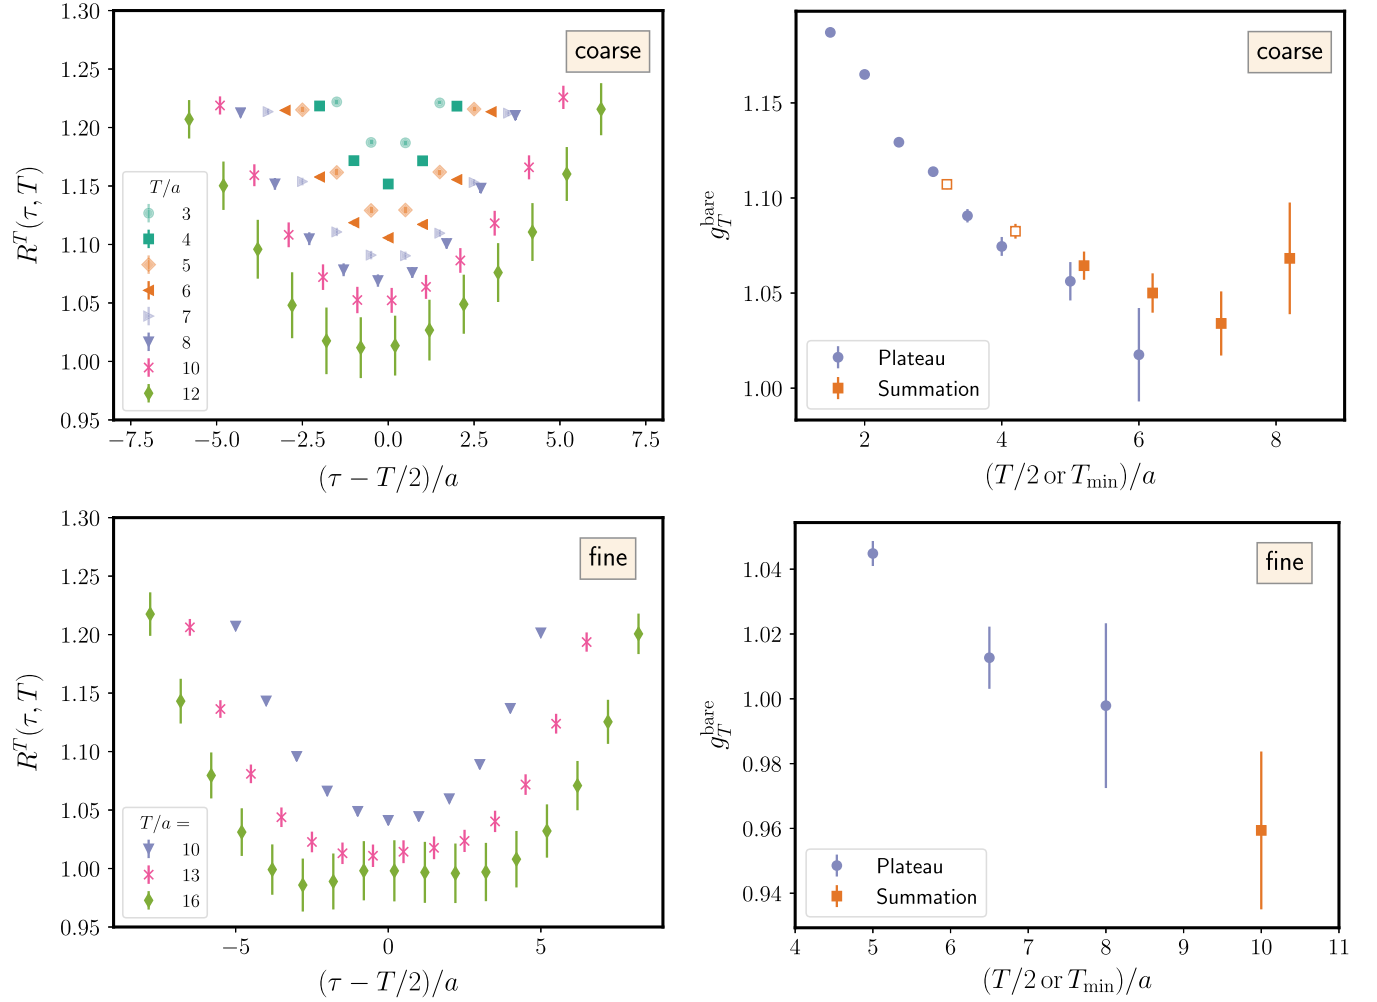 1.30
1.25
1.20
1.15
1.10
1.05
1.00
0.95
R^T(τ, T)
coarse
T/a
3
4
5
6
7
8
10
12
−7.5 −5.0 −2.5 0.0 2.5 5.0 7.5
(τ − T/2)/a
1.15
1.10
1.05
1.00
g_T^bare
coarse
Plateau
Summation
2 4 6 8
(T/2 or T_min)/a
1.30
1.25
1.20
1.15
1.10
1.05
1.00
0.95
R^T(τ, T)
fine
T/a =
10
13
16
−5 0 5
(τ − T/2)/a
1.04
1.02
1.00
0.98
0.96
0.94
g_T^bare
fine
Plateau
Summation
4 5 6 7 8 9 10 11
(T/2 or T_min)/a